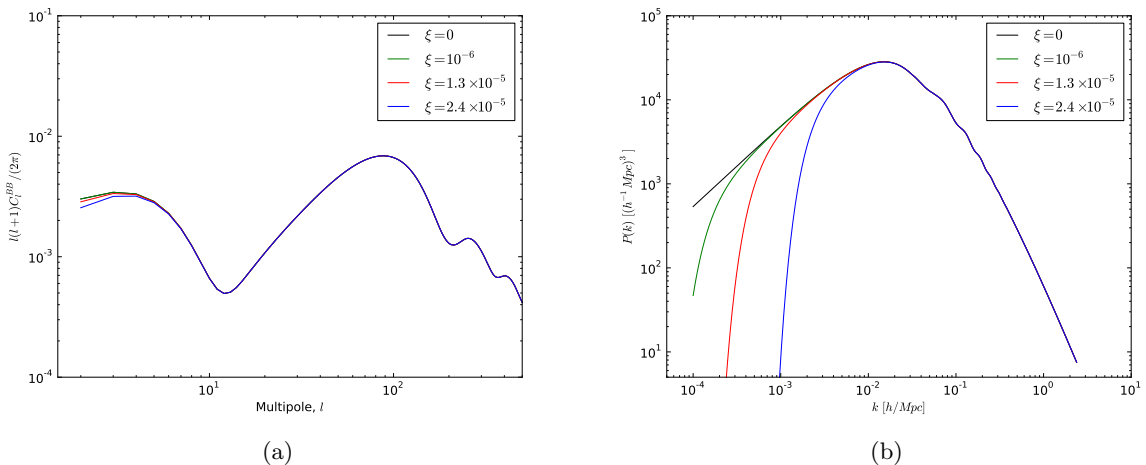 10^{-1}
10^{-2}
10^{-3}
10^{-4}
l(l+1)C_l^{BB}/(2π)
10^1
10^2
Multipole, l
ξ=0
ξ=10^{-6}
ξ=1.3×10^{-5}
ξ=2.4×10^{-5}
(a)
10^5
10^4
10^3
10^2
10^1
P(k) [(h^{-1} Mpc)^3 ]
10^{-4}
10^{-3}
10^{-2}
10^{-1}
10^0
10^1
k [h/Mpc]
ξ=0
ξ=10^{-6}
ξ=1.3×10^{-5}
ξ=2.4×10^{-5}
(b)